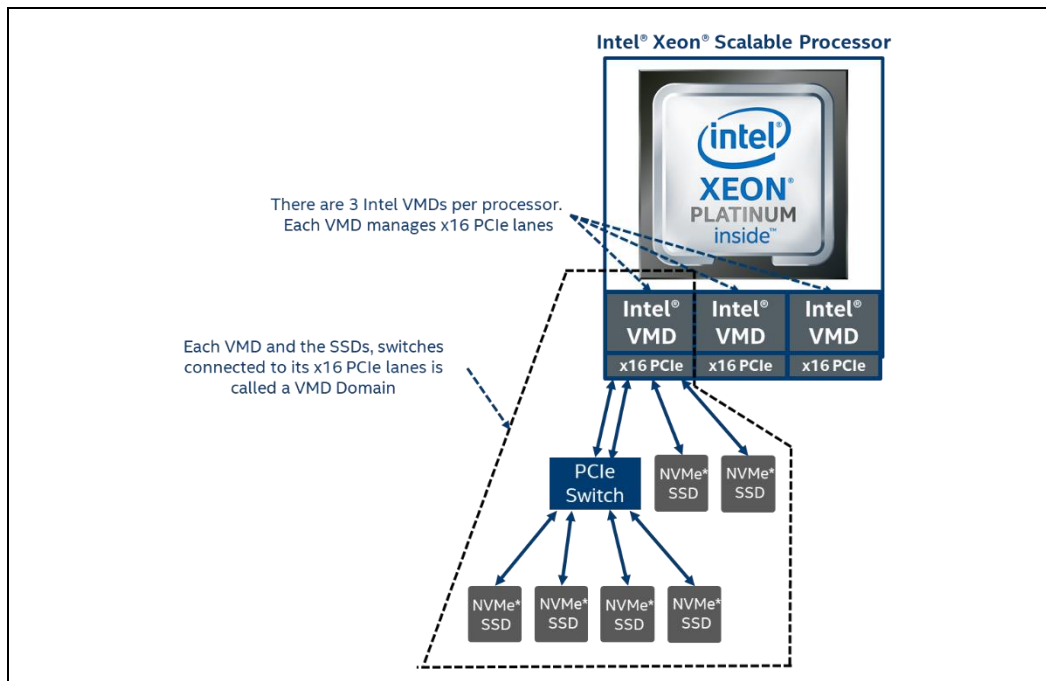 Intel® Xeon® Scalable Processor
intel®
XEON®
PLATINUM
inside™
There are 3 Intel VMDs per processor.
Each VMD manages x16 PCIe lanes
Intel®
VMD
x16 PCIe
Intel®
VMD
x16 PCIe
Intel®
VMD
x16 PCIe
Each VMD and the SSDs, switches
connected to its x16 PCIe lanes is
called a VMD Domain
PCIe
Switch
NVMe*
SSD
NVMe*
SSD
NVMe*
SSD
NVMe*
SSD
NVMe*
SSD
NVMe*
SSD